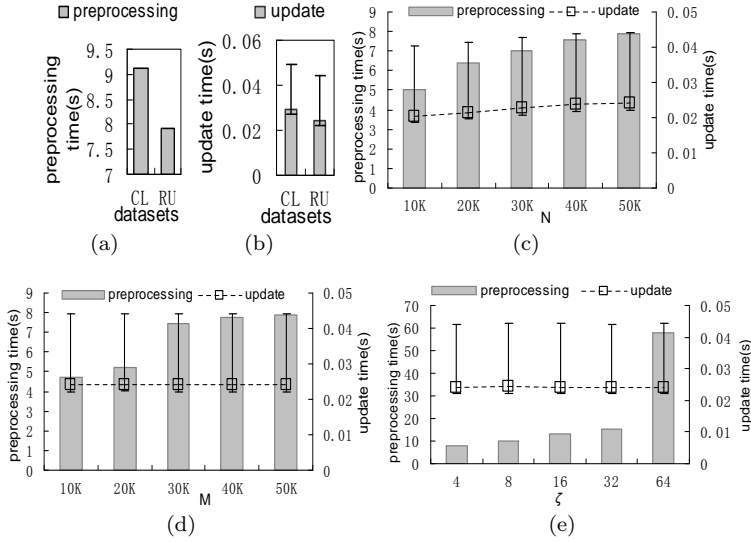 preprocessing
update
preprocessing time(s)
9.5
9
8.5
8
7.5
7
CL RU
datasets
(a)
update time(s)
0.06
0.04
0.02
0
CL RU
datasets
(b)
preprocessing update
preprocessing time(s)
9
8
7
6
5
4
3
2
1
0
0.05
0.04
0.03
0.02
0.01
0
update time(s)
10K 20K 30K 40K 50K
N
(c)
preprocessing update
preprocessing time(s)
9
8
7
6
5
4
3
2
1
0
0.05
0.04
0.03
0.02
0.01
0
update time(s)
10K 20K 30K 40K 50K
M
(d)
preprocessing update
preprocessing time(s)
70
60
50
40
30
20
10
0
0.05
0.04
0.03
0.02
0.01
0
update time(s)
4 8 16 32 64
ζ
(e)